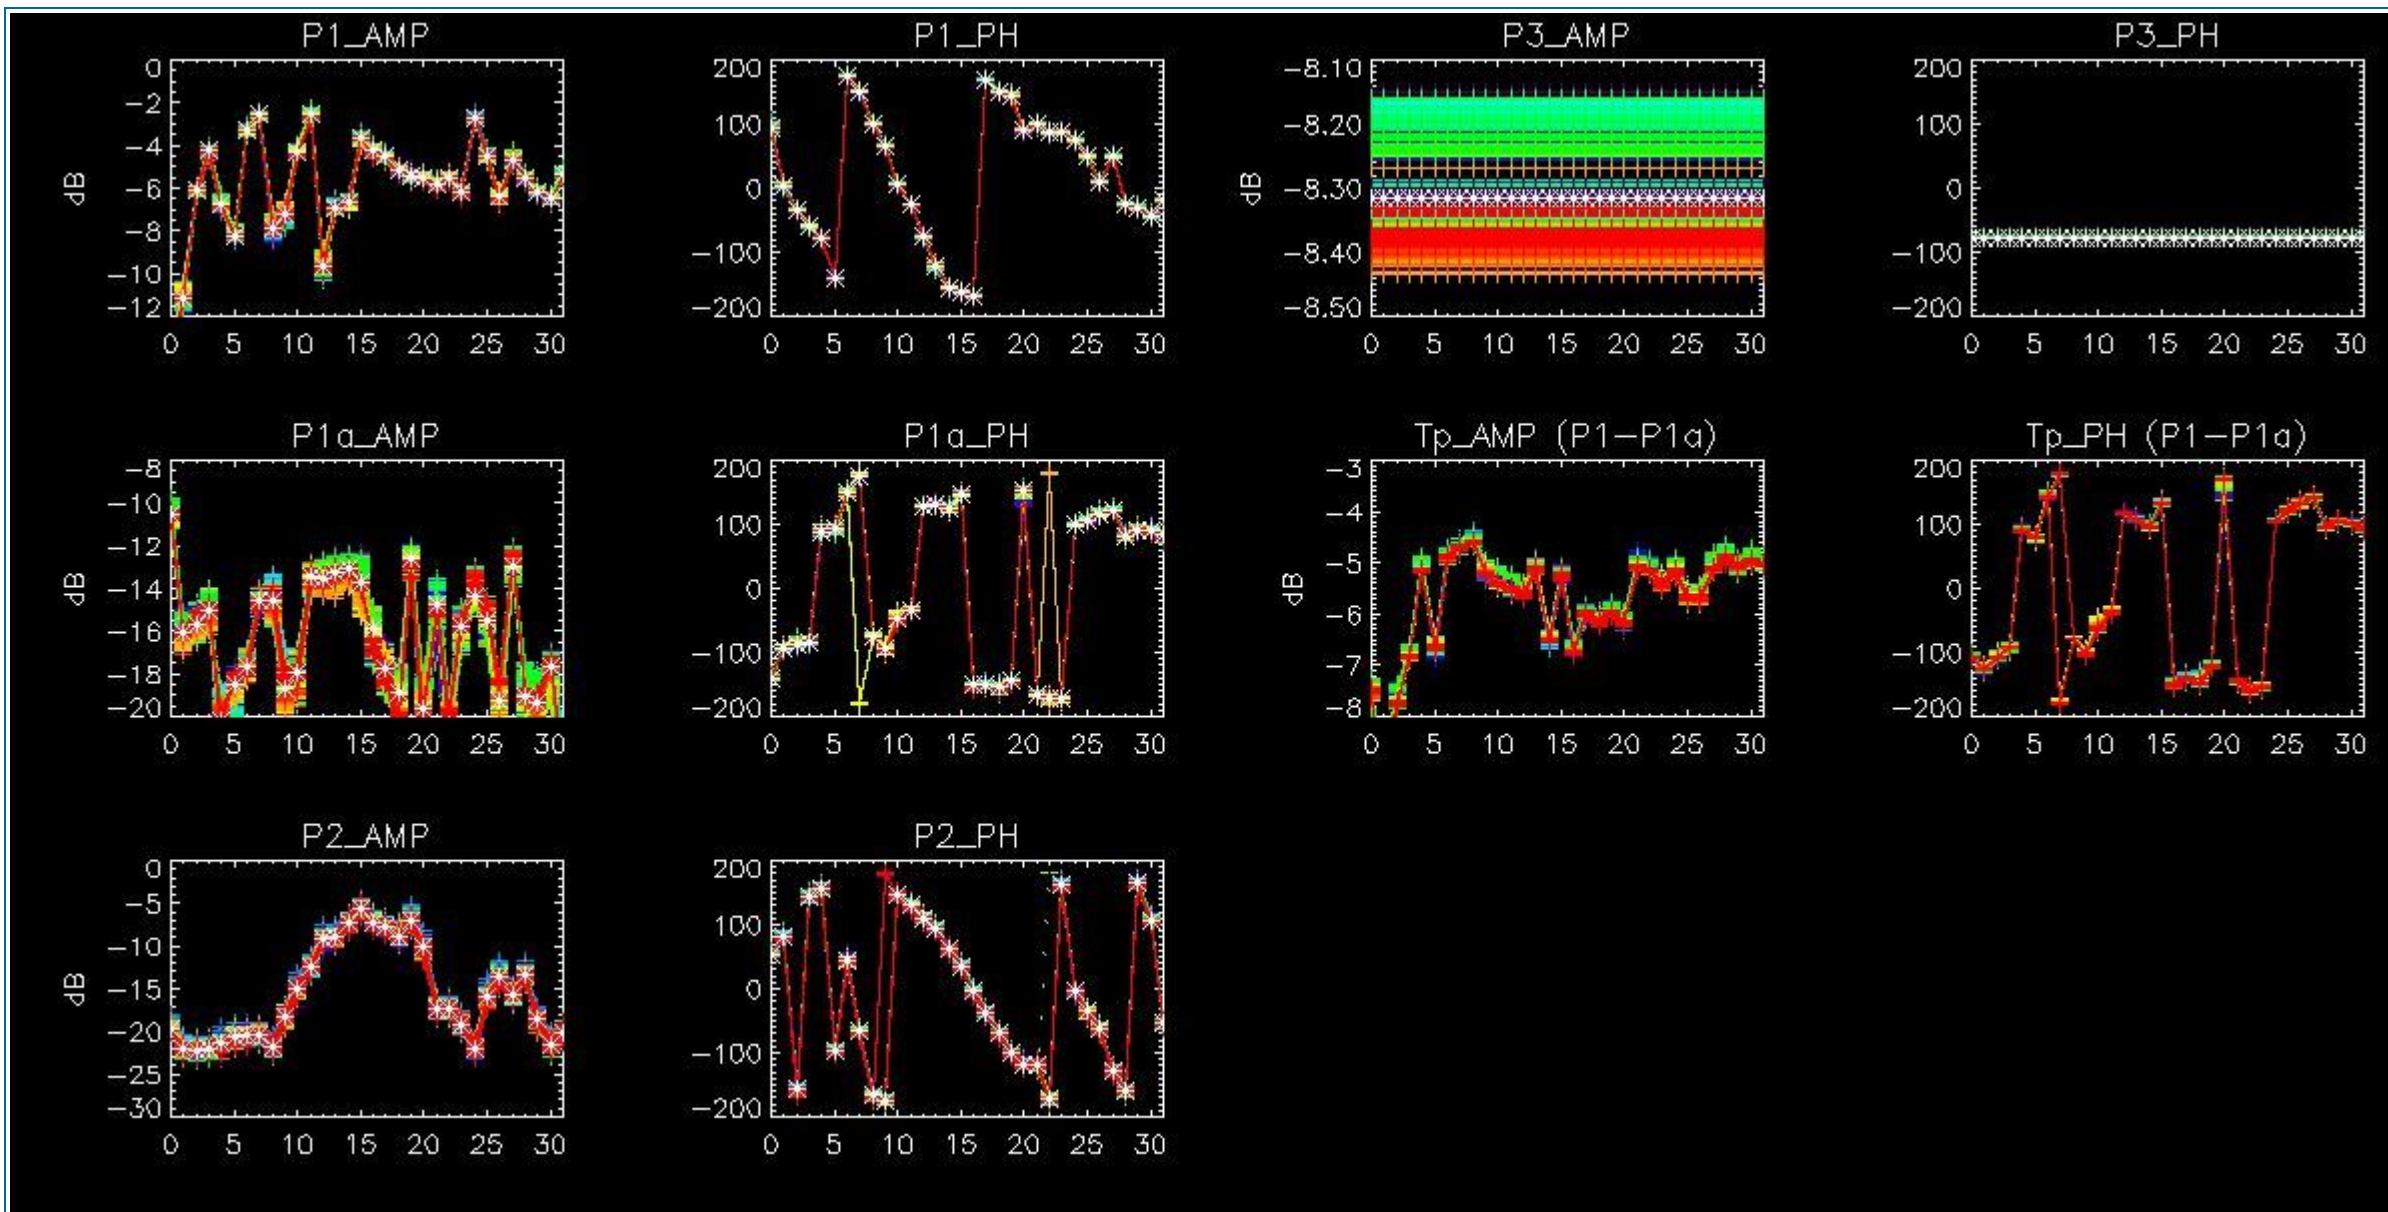 P1_AMP
0
−2
−4
−6
−8
−10
−12
dB
0 5 10 15 20 25 30
P1_PH
200
100
0
−100
−200
0 5 10 15 20 25 30
P3_AMP
−8.10
−8.20
−8.30
−8.40
−8.50
dB
0 5 10 15 20 25 30
P3_PH
200
100
0
−100
−200
0 5 10 15 20 25 30
P1a_AMP
−8
−10
−12
−14
−16
−18
−20
dB
0 5 10 15 20 25 30
P1a_PH
200
100
0
−100
−200
0 5 10 15 20 25 30
Tp_AMP (P1−P1a)
−3
−4
−5
−6
−7
−8
dB
0 5 10 15 20 25 30
Tp_PH (P1−P1a)
200
100
0
−100
−200
0 5 10 15 20 25 30
P2_AMP
0
−5
−10
−15
−20
−25
−30
dB
0 5 10 15 20 25 30
P2_PH
200
100
0
−100
−200
0 5 10 15 20 25 30